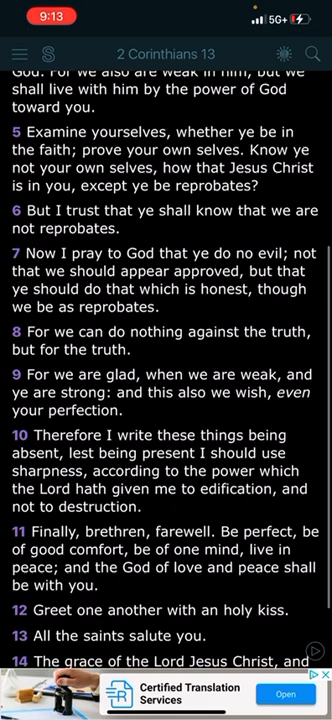 9:13
5G+
S
2 Corinthians 13
God. For we also are weak in him, but we
shall live with him by the power of God
toward you.
5 Examine yourselves, whether ye be in
the faith; prove your own selves. Know ye
not your own selves, how that Jesus Christ
is in you, except ye be reprobates?
6 But I trust that ye shall know that we are
not reprobates.
7 Now I pray to God that ye do no evil; not
that we should appear approved, but that
ye should do that which is honest, though
we be as reprobates.
8 For we can do nothing against the truth,
but for the truth.
9 For we are glad, when we are weak, and
ye are strong: and this also we wish, even
your perfection.
10 Therefore I write these things being
absent, lest being present I should use
sharpness, according to the power which
the Lord hath given me to edification, and
not to destruction.
11 Finally, brethren, farewell. Be perfect, be
of good comfort, be of one mind, live in
peace; and the God of love and peace shall
be with you.
12 Greet one another with an holy kiss.
13 All the saints salute you.
14 The grace of the Lord Jesus Christ, and
Certified Translation
Services
Open